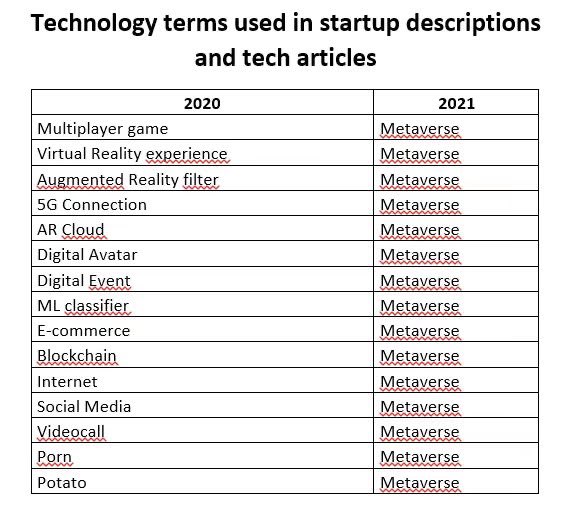 Technology terms used in startup descriptions
and tech articles
2020 2021
Multiplayer game Metaverse
Virtual Reality experience Metaverse
Augmented Reality filter Metaverse
5G Connection Metaverse
AR Cloud Metaverse
Digital Avatar Metaverse
Digital Event Metaverse
ML classifier Metaverse
E-commerce Metaverse
Blockchain Metaverse
Internet Metaverse
Social Media Metaverse
Videocall Metaverse
Porn Metaverse
Potato Metaverse